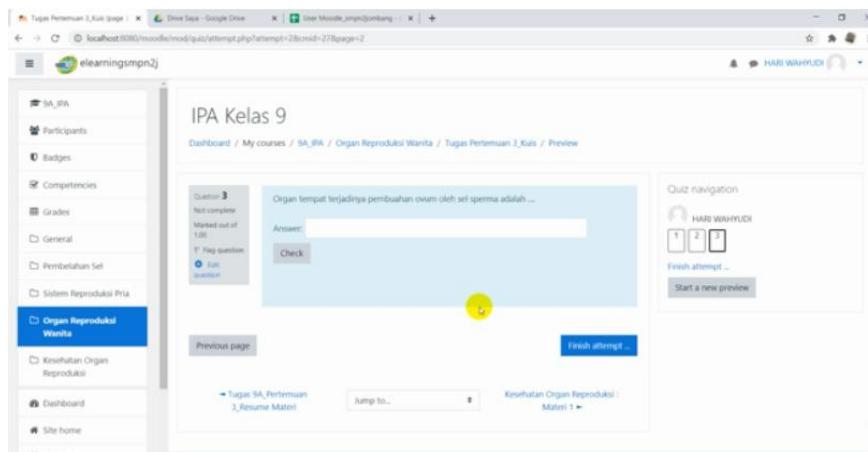 Tugas Pertemuan 3_Kuis (page
Drive Saya - Google Drive
User Moodle_smpn2jombang -
localhost:8080/moodle/mod/quiz/attempt.php?attempt=2&cmid=27&page=2
elearningsmpn2j
HARI WAHYUDI
9A_IPA
Participants
Badges
Competencies
Grades
General
Pembelahan Sel
Sistem Reproduksi Pria
Organ Reproduksi
Wanita
Kesehatan Organ
Reproduksi
Dashboard
Site home
IPA Kelas 9
Dashboard / My courses / 9A_IPA / Organ Reproduksi Wanita / Tugas Pertemuan 3_Kuis / Preview
Question 3
Not complete
Marked out of
1.00
Flag question
Edit
question
Organ tempat terjadinya pembuahan ovum oleh sel sperma adalah ....
Answer:
Check
Previous page
Finish attempt ...
◄ Tugas 9A_Pertemuan
3_Resume Materi
Jump to...
Kesehatan Organ Reproduksi :
Materi 1 ►
Quiz navigation
HARI WAHYUDI
1 2 3
Finish attempt ...
Start a new preview